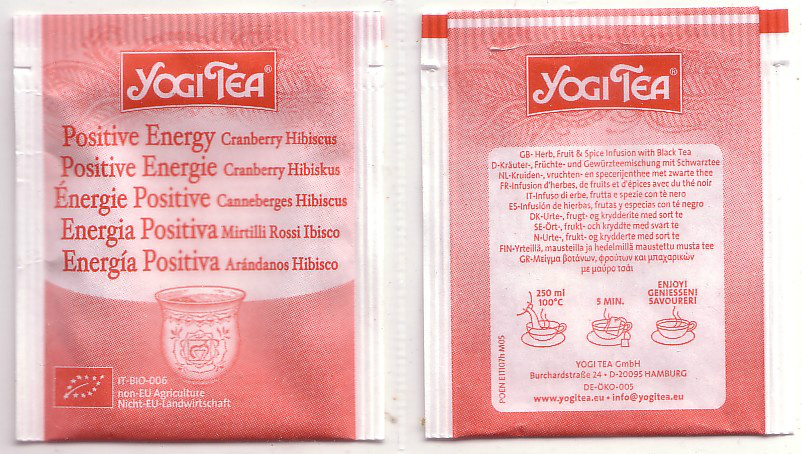 YOGI TEA®
Positive Energy Cranberry Hibiscus
Positive Energie Cranberry Hibiskus
Énergie Positive Canneberges Hibiscus
Energia Positiva Mirtilli Rossi Ibisco
Energía Positiva Arándanos Hibisco
IT-BIO-006
non-EU Agriculture
Nicht-EU-Landwirtschaft
YOGI TEA®
GB- Herb, Fruit & Spice Infusion with Black Tea
D-Kräuter-, Früchte- und Gewürzteemischung mit Schwarztee
NL-Kruiden-, vruchten- en specerijenthee met zwarte thee
FR-Infusion d'herbes, de fruits et d'épices avec du thé noir
IT-Infuso di erbe, frutta e spezie con tè nero
ES-Infusión de hierbas, frutas y especias con té negro
DK-Urte-, frugt- og krydderite med sort te
SE-Ört-, frukt- och kryddte med svart te
N-Urte-, frukt- og krydderte med sort te
FIN-Yrteillä, mausteilla ja hedelmillä maustettu musta tee
GR-Μείγμα βοτάνων, φρούτων και μπαχαρικών
με μαύρο τσάι
250 ml
100°C
5 MIN.
ENJOY!
GENIESSEN!
SAVOURER!
POEN E11107h M05
YOGI TEA GmbH
Burchardstraße 24 • D-20095 HAMBURG
DE-ÖKO-005
www.yogitea.eu • info@yogitea.eu